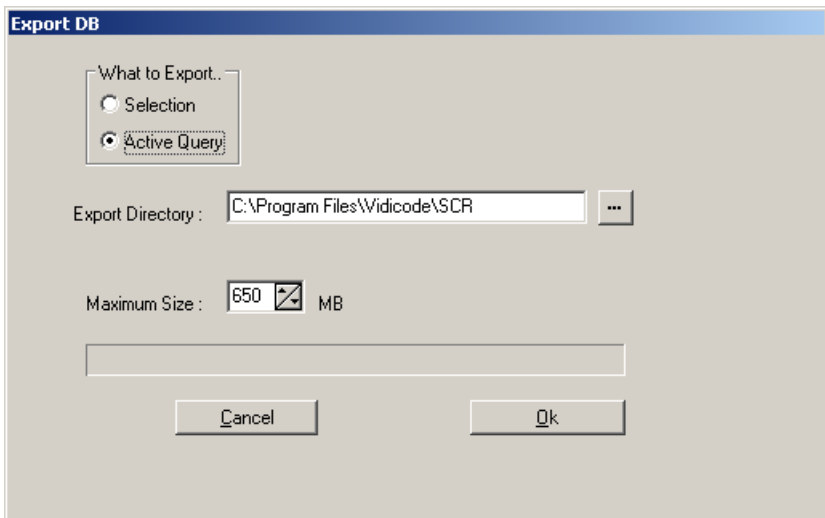 Export DB
What to Export..
Selection
Active Query
Export Directory : C:\Program Files\Vidicode\SCR ...
Maximum Size : 650 MB
Cancel Ok